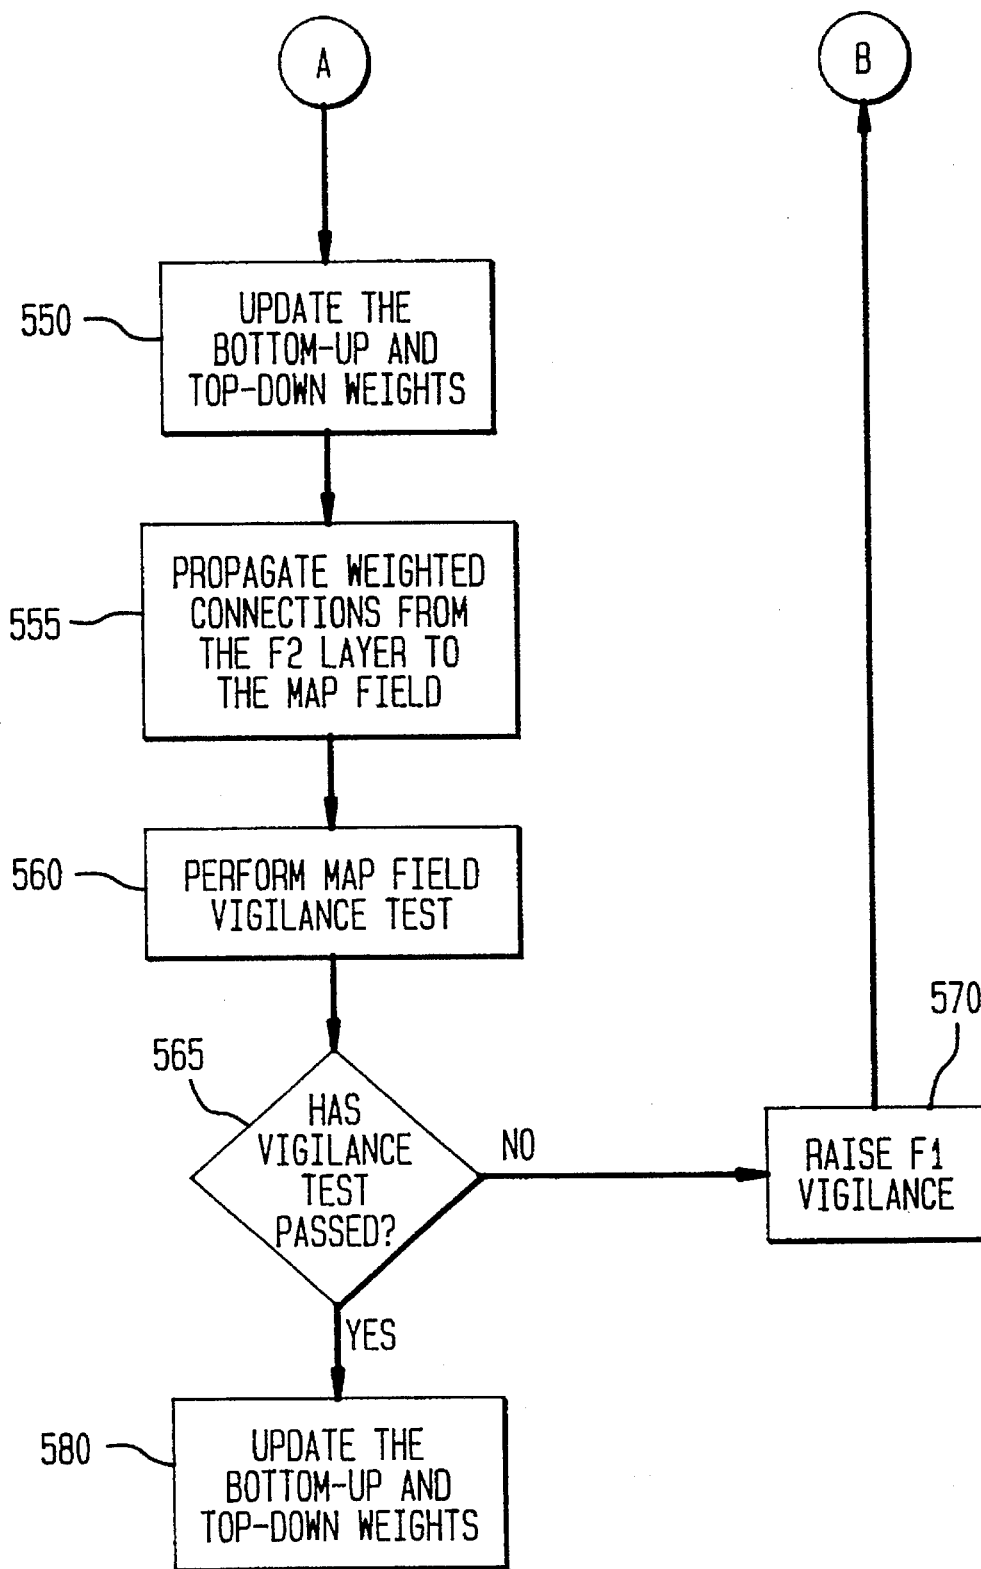 A
B
550
UPDATE THE
BOTTOM-UP AND
TOP-DOWN WEIGHTS
555
PROPAGATE WEIGHTED
CONNECTIONS FROM
THE F2 LAYER TO
THE MAP FIELD
560
PERFORM MAP FIELD
VIGILANCE TEST
565
HAS
VIGILANCE
TEST
PASSED?
NO
570
RAISE F1
VIGILANCE
YES
580
UPDATE THE
BOTTOM-UP AND
TOP-DOWN WEIGHTS